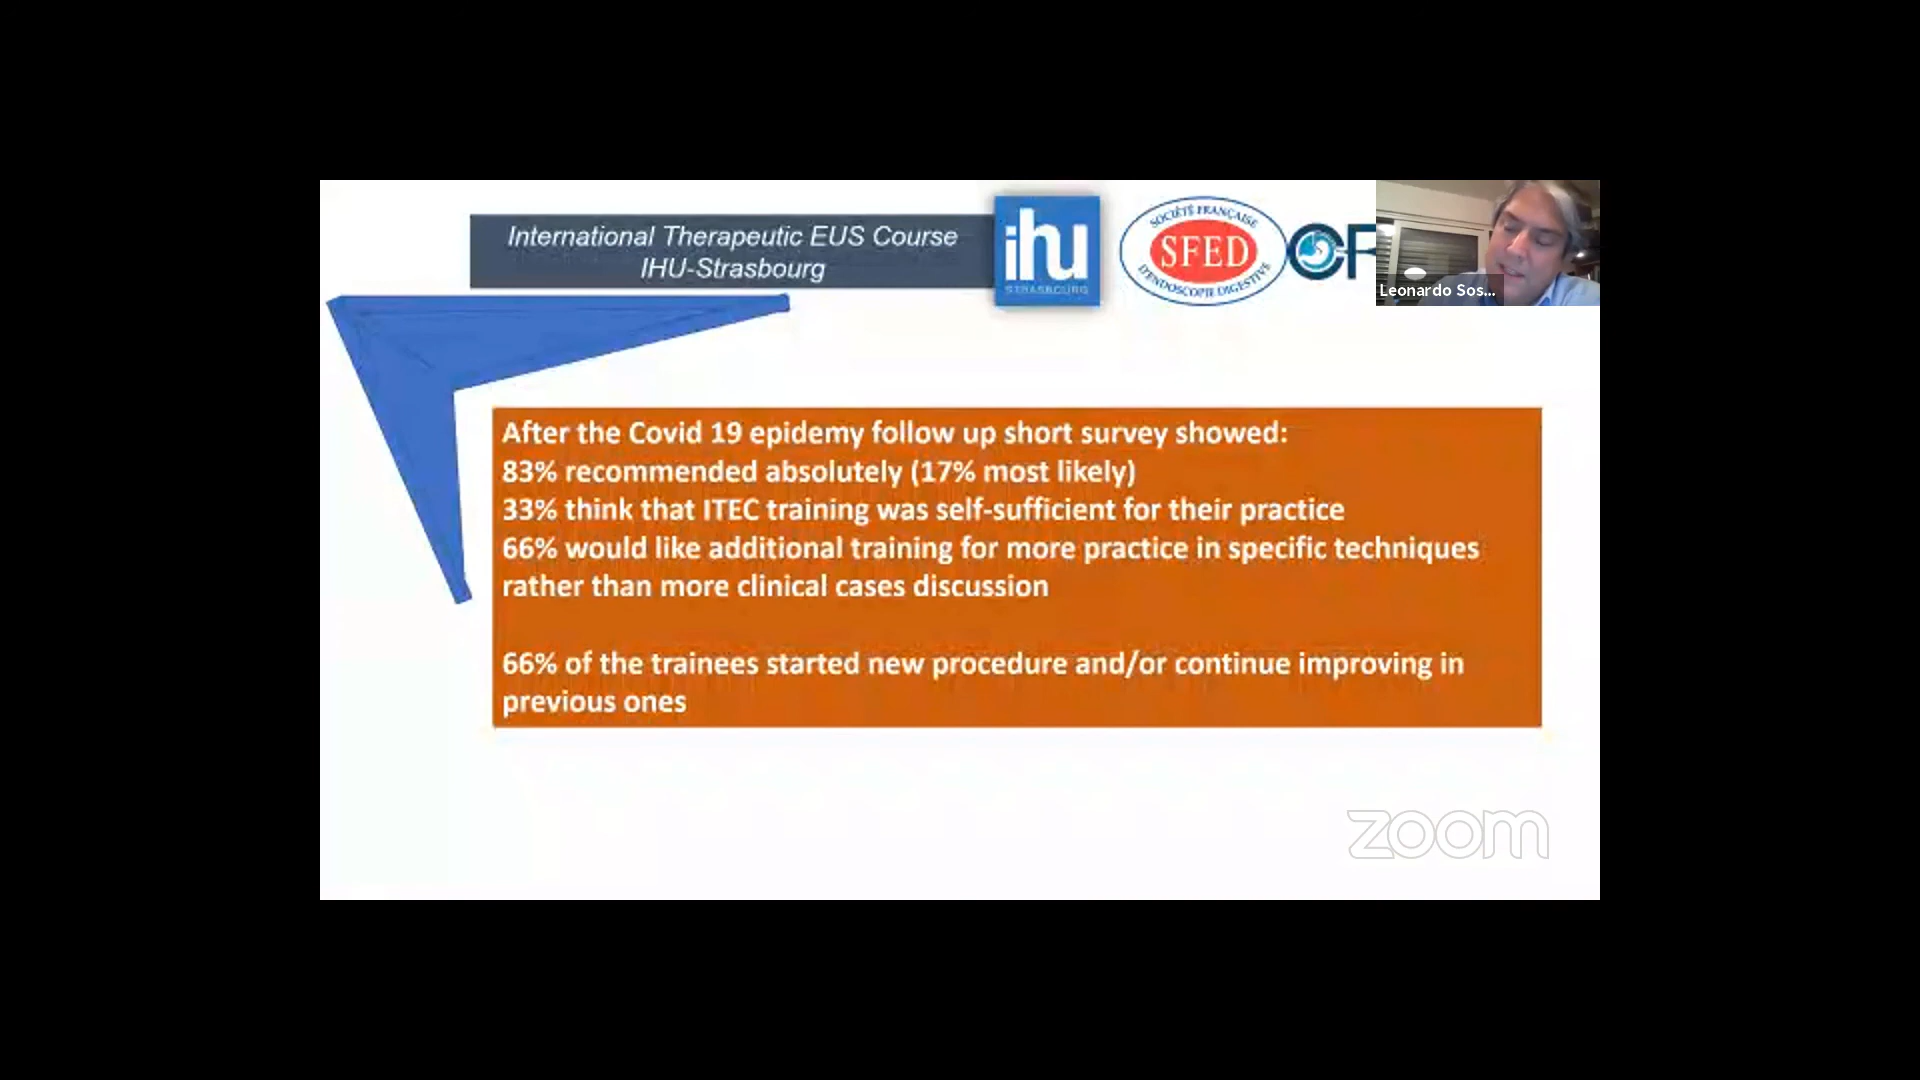 International Therapeutic EUS Course
IHU-Strasbourg
ihu
STRASBOURG
SOCIÉTÉ FRANÇAISE
SFED
D'ENDOSCOPIE DIGESTIVE
Leonardo Sos...
After the Covid 19 epidemy follow up short survey showed:
83% recommended absolutely (17% most likely)
33% think that ITEC training was self-sufficient for their practice
66% would like additional training for more practice in specific techniques
rather than more clinical cases discussion
66% of the trainees started new procedure and/or continue improving in
previous ones
zoom